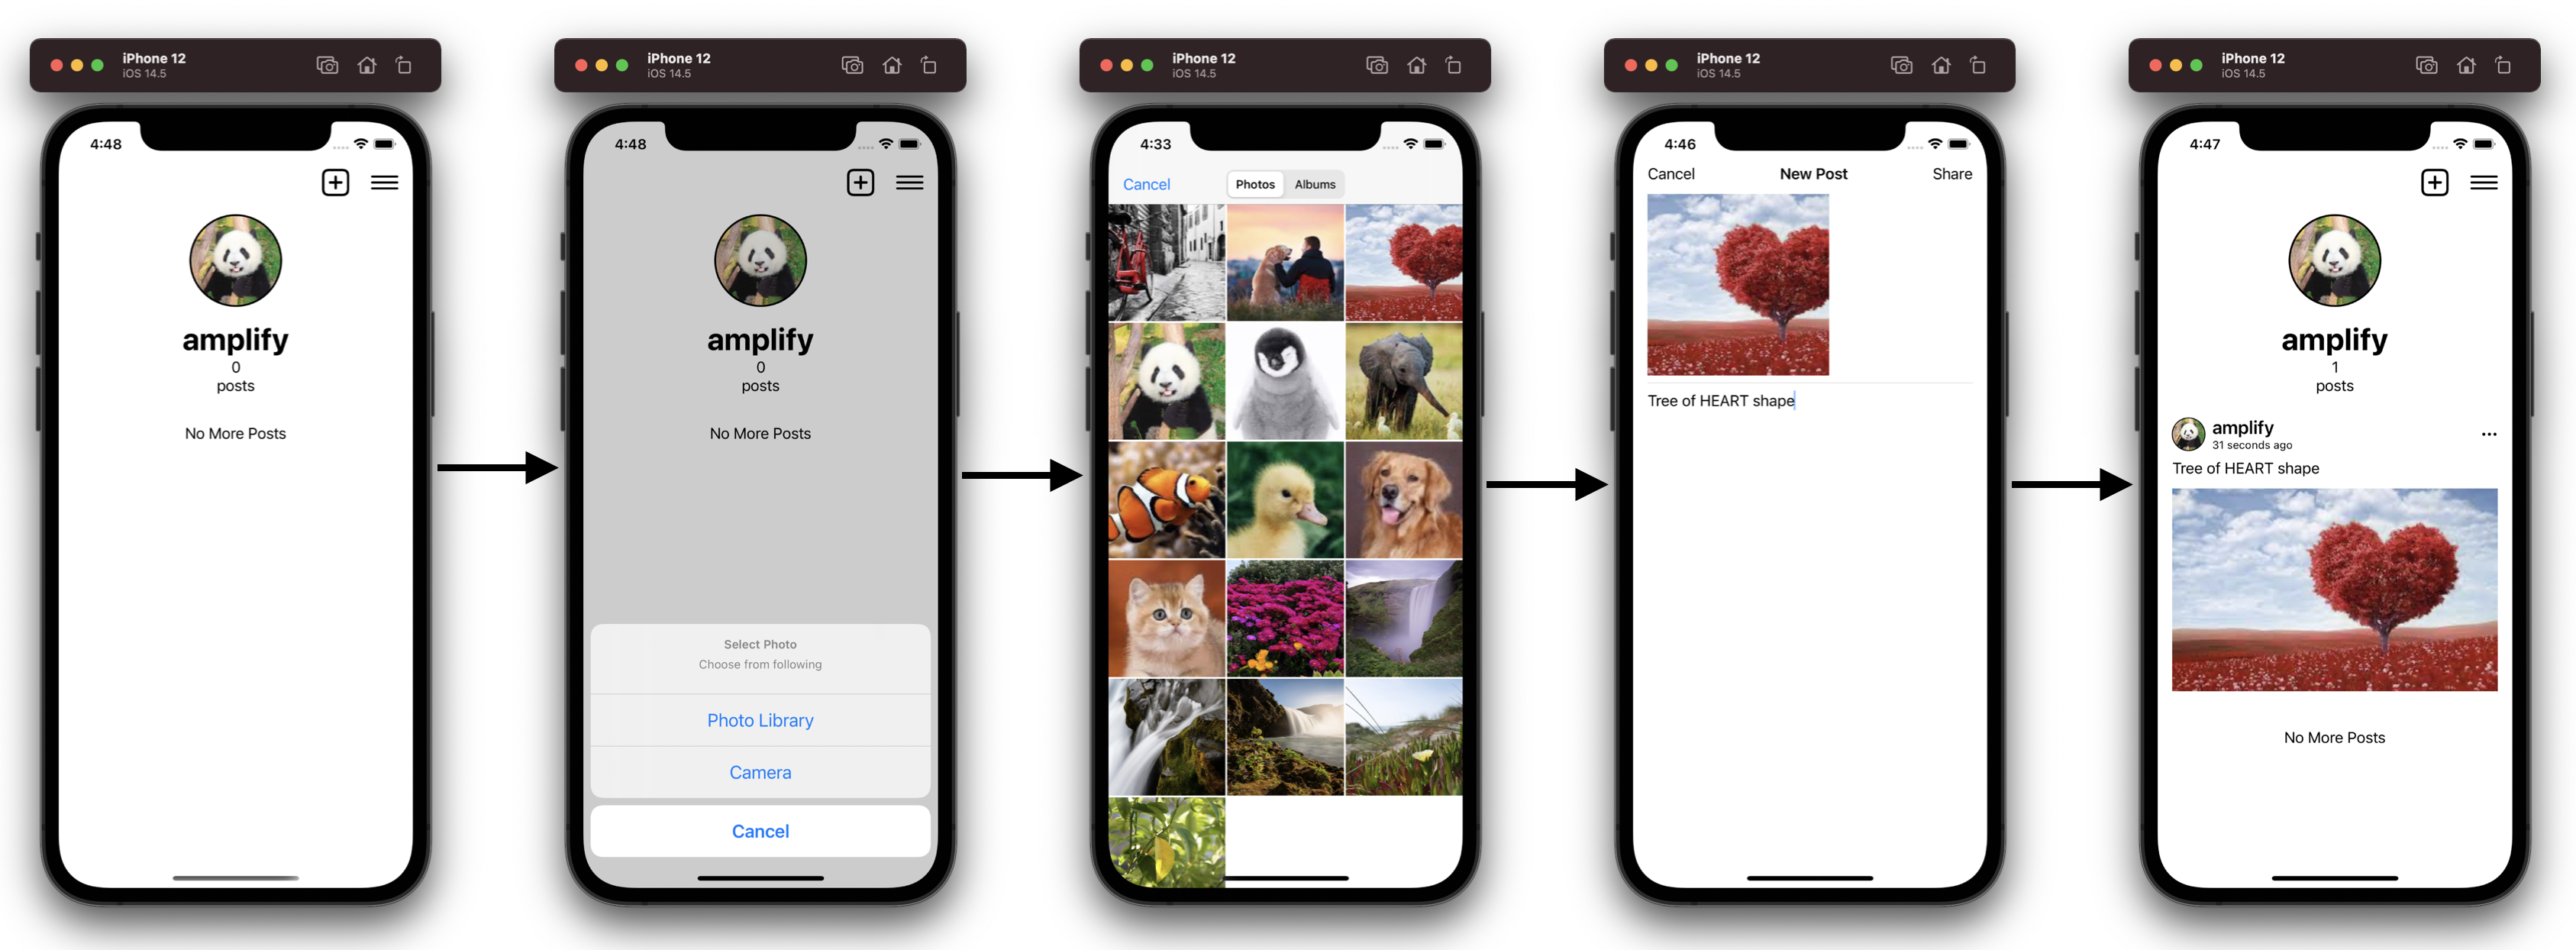 iPhone 12
iOS 14.5
4:48
amplify
0
posts
No More Posts
iPhone 12
iOS 14.5
4:48
amplify
0
posts
No More Posts
Select Photo
Choose from following
Photo Library
Camera
Cancel
iPhone 12
iOS 14.5
4:33
Cancel Photos Albums
iPhone 12
iOS 14.5
4:46
Cancel New Post Share
Tree of HEART shape
iPhone 12
iOS 14.5
4:47
amplify
1
posts
amplify
31 seconds ago
Tree of HEART shape
No More Posts